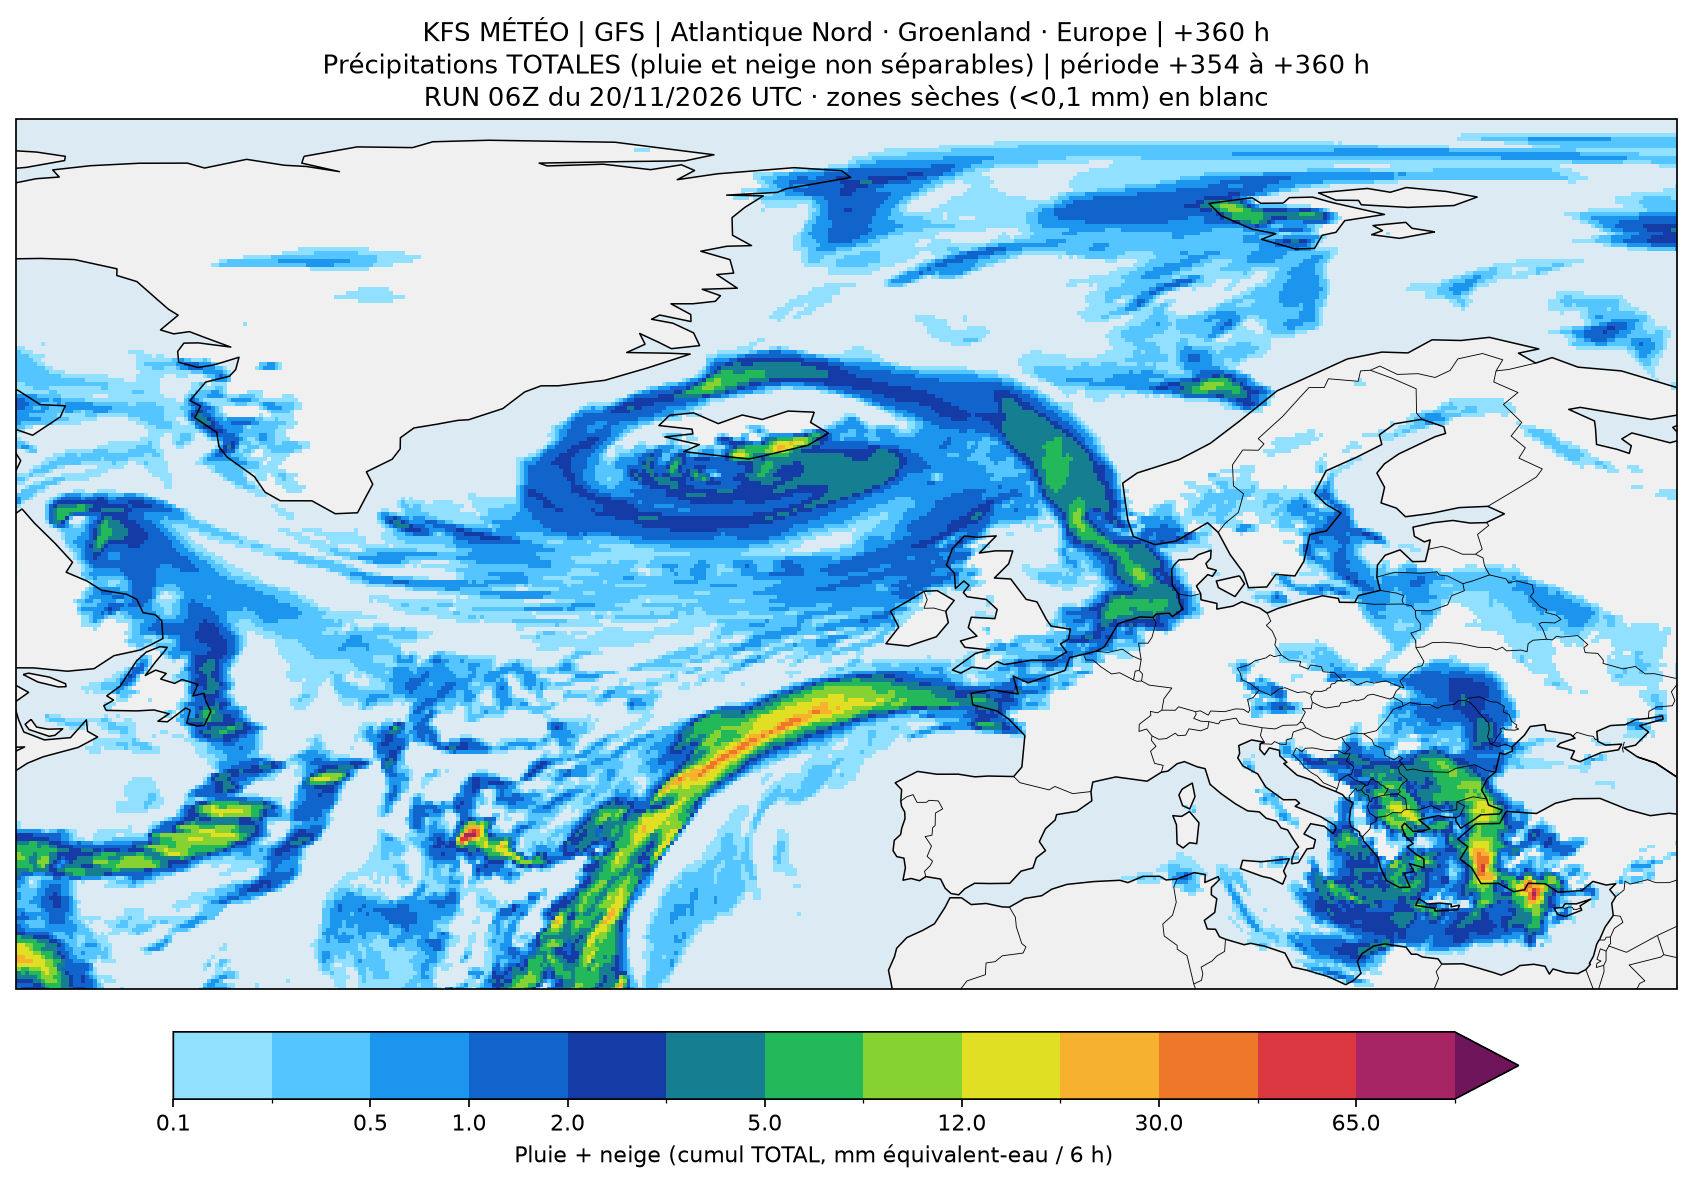 KFS MÉTÉO | GFS | Atlantique Nord · Groenland · Europe | +360 h
Précipitations TOTALES (pluie et neige non séparables) | période +354 à +360 h
RUN 06Z du 20/11/2026 UTC · zones sèches (<0,1 mm) en blanc
0.1 0.5 1.0 2.0 5.0 12.0 30.0 65.0
Pluie + neige (cumul TOTAL, mm équivalent-eau / 6 h)